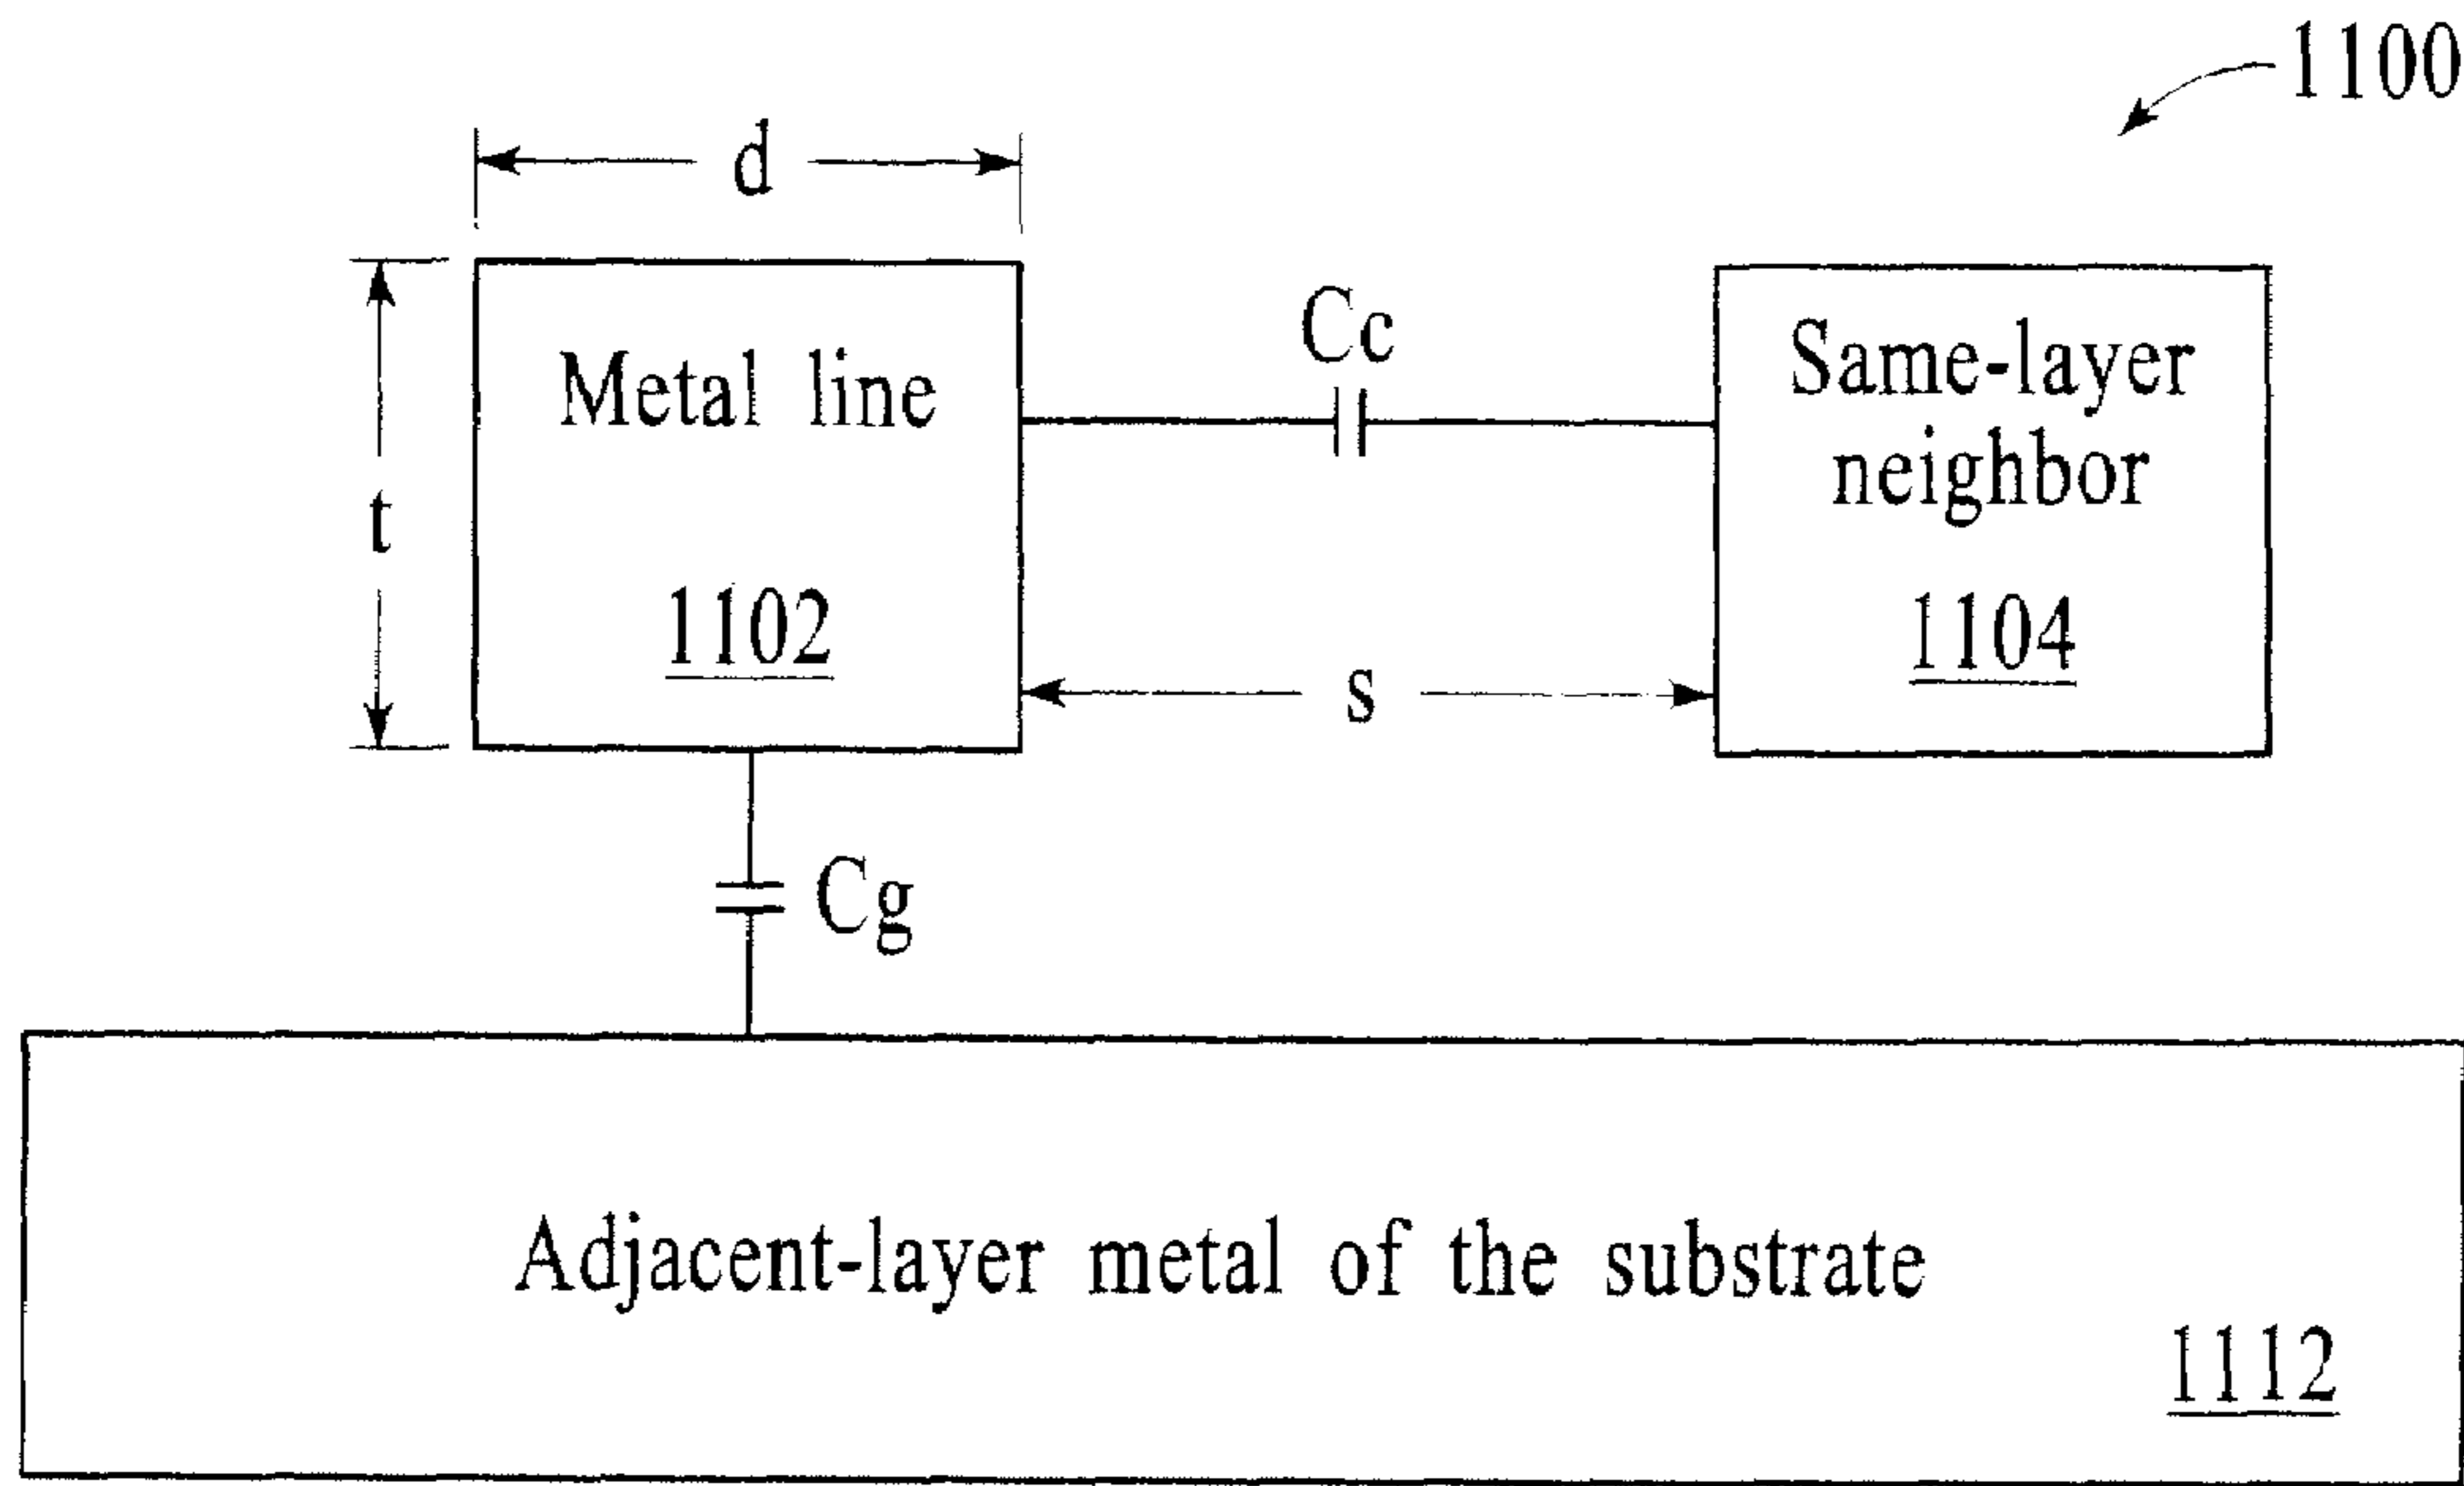 1100
d
t
Metal line
1102
Cc
s
Same-layer
neighbor
1104
Cg
Adjacent-layer metal of the substrate
1112